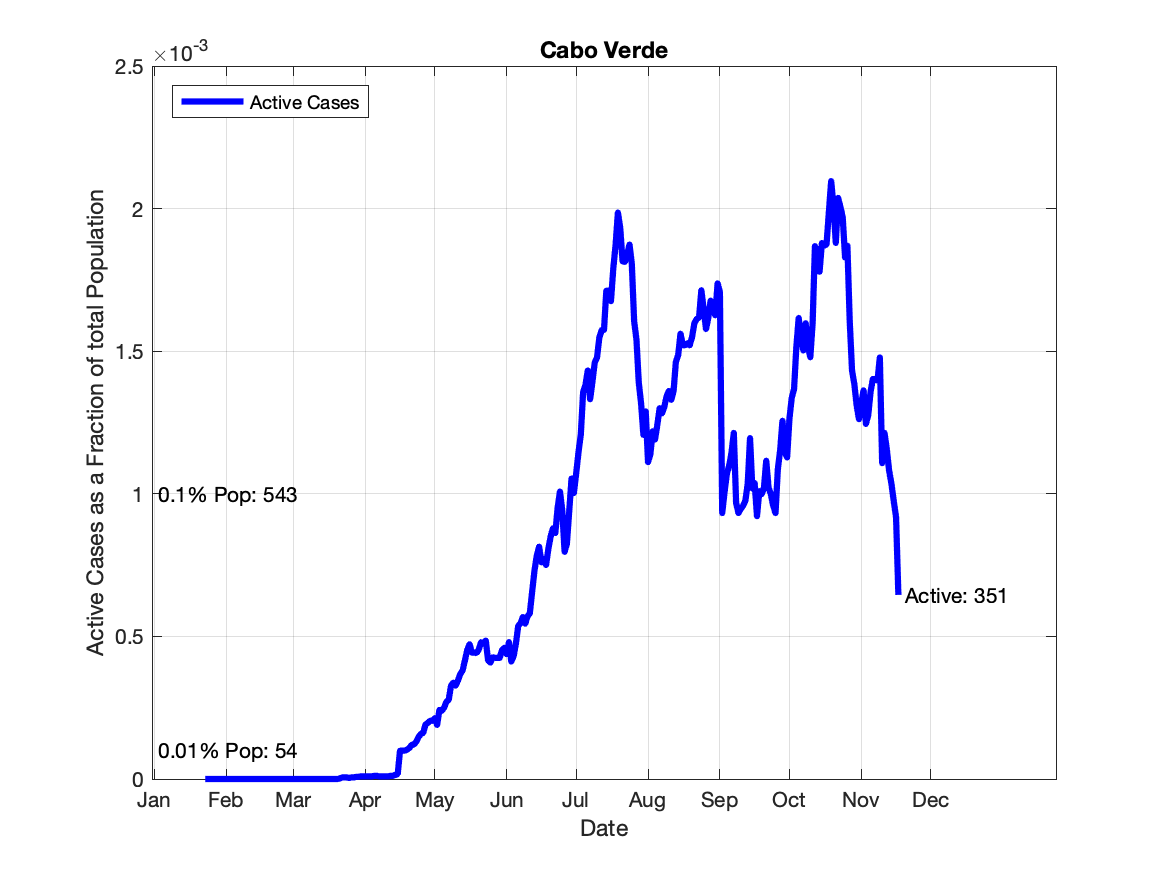 Cabo Verde
×10⁻³
2.5
2
1.5
1
0.5
0
Active Cases
0.1% Pop: 543
0.01% Pop: 54
Active: 351
Active Cases as a Fraction of total Population
Jan Feb Mar Apr May Jun Jul Aug Sep Oct Nov Dec
Date